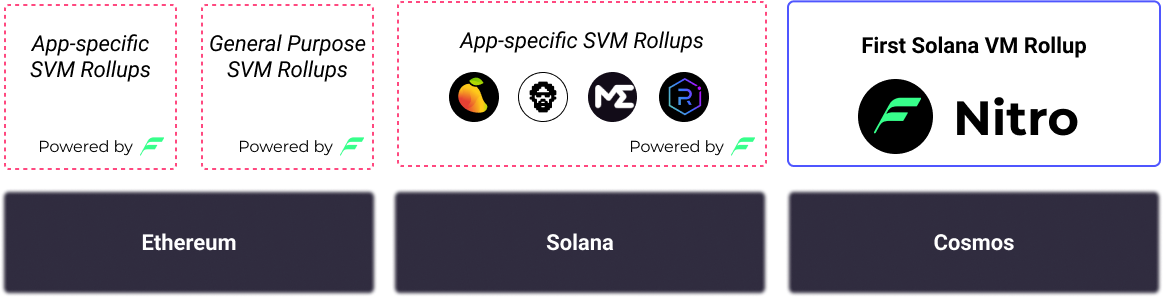 App-specific
SVM Rollups
Powered by
General Purpose
SVM Rollups
Powered by
App-specific SVM Rollups
Powered by
First Solana VM Rollup
Nitro
Ethereum
Solana
Cosmos